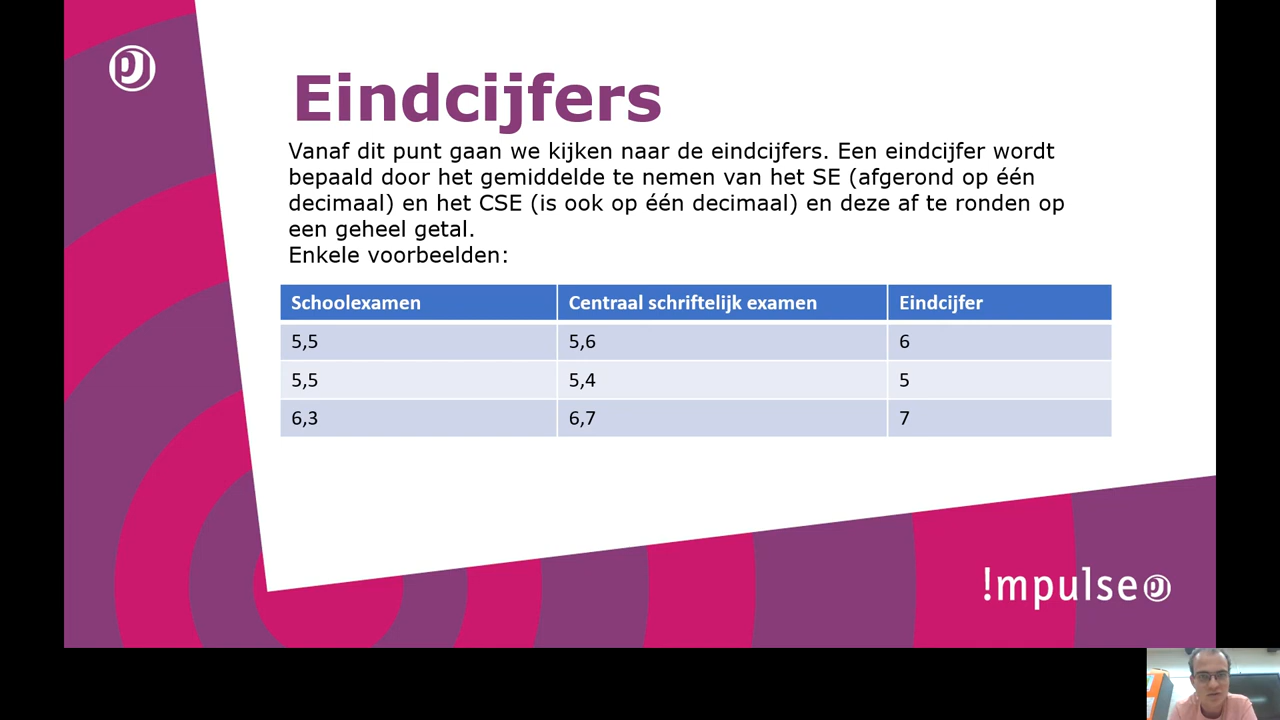 Eindcijfers
Vanaf dit punt gaan we kijken naar de eindcijfers. Een eindcijfer wordt
bepaald door het gemiddelde te nemen van het SE (afgerond op één
decimaal) en het CSE (is ook op één decimaal) en deze af te ronden op
een geheel getal.
Enkele voorbeelden:
Schoolexamen Centraal schriftelijk examen Eindcijfer
5,5 5,6 6
5,5 5,4 5
6,3 6,7 7
!mpulse